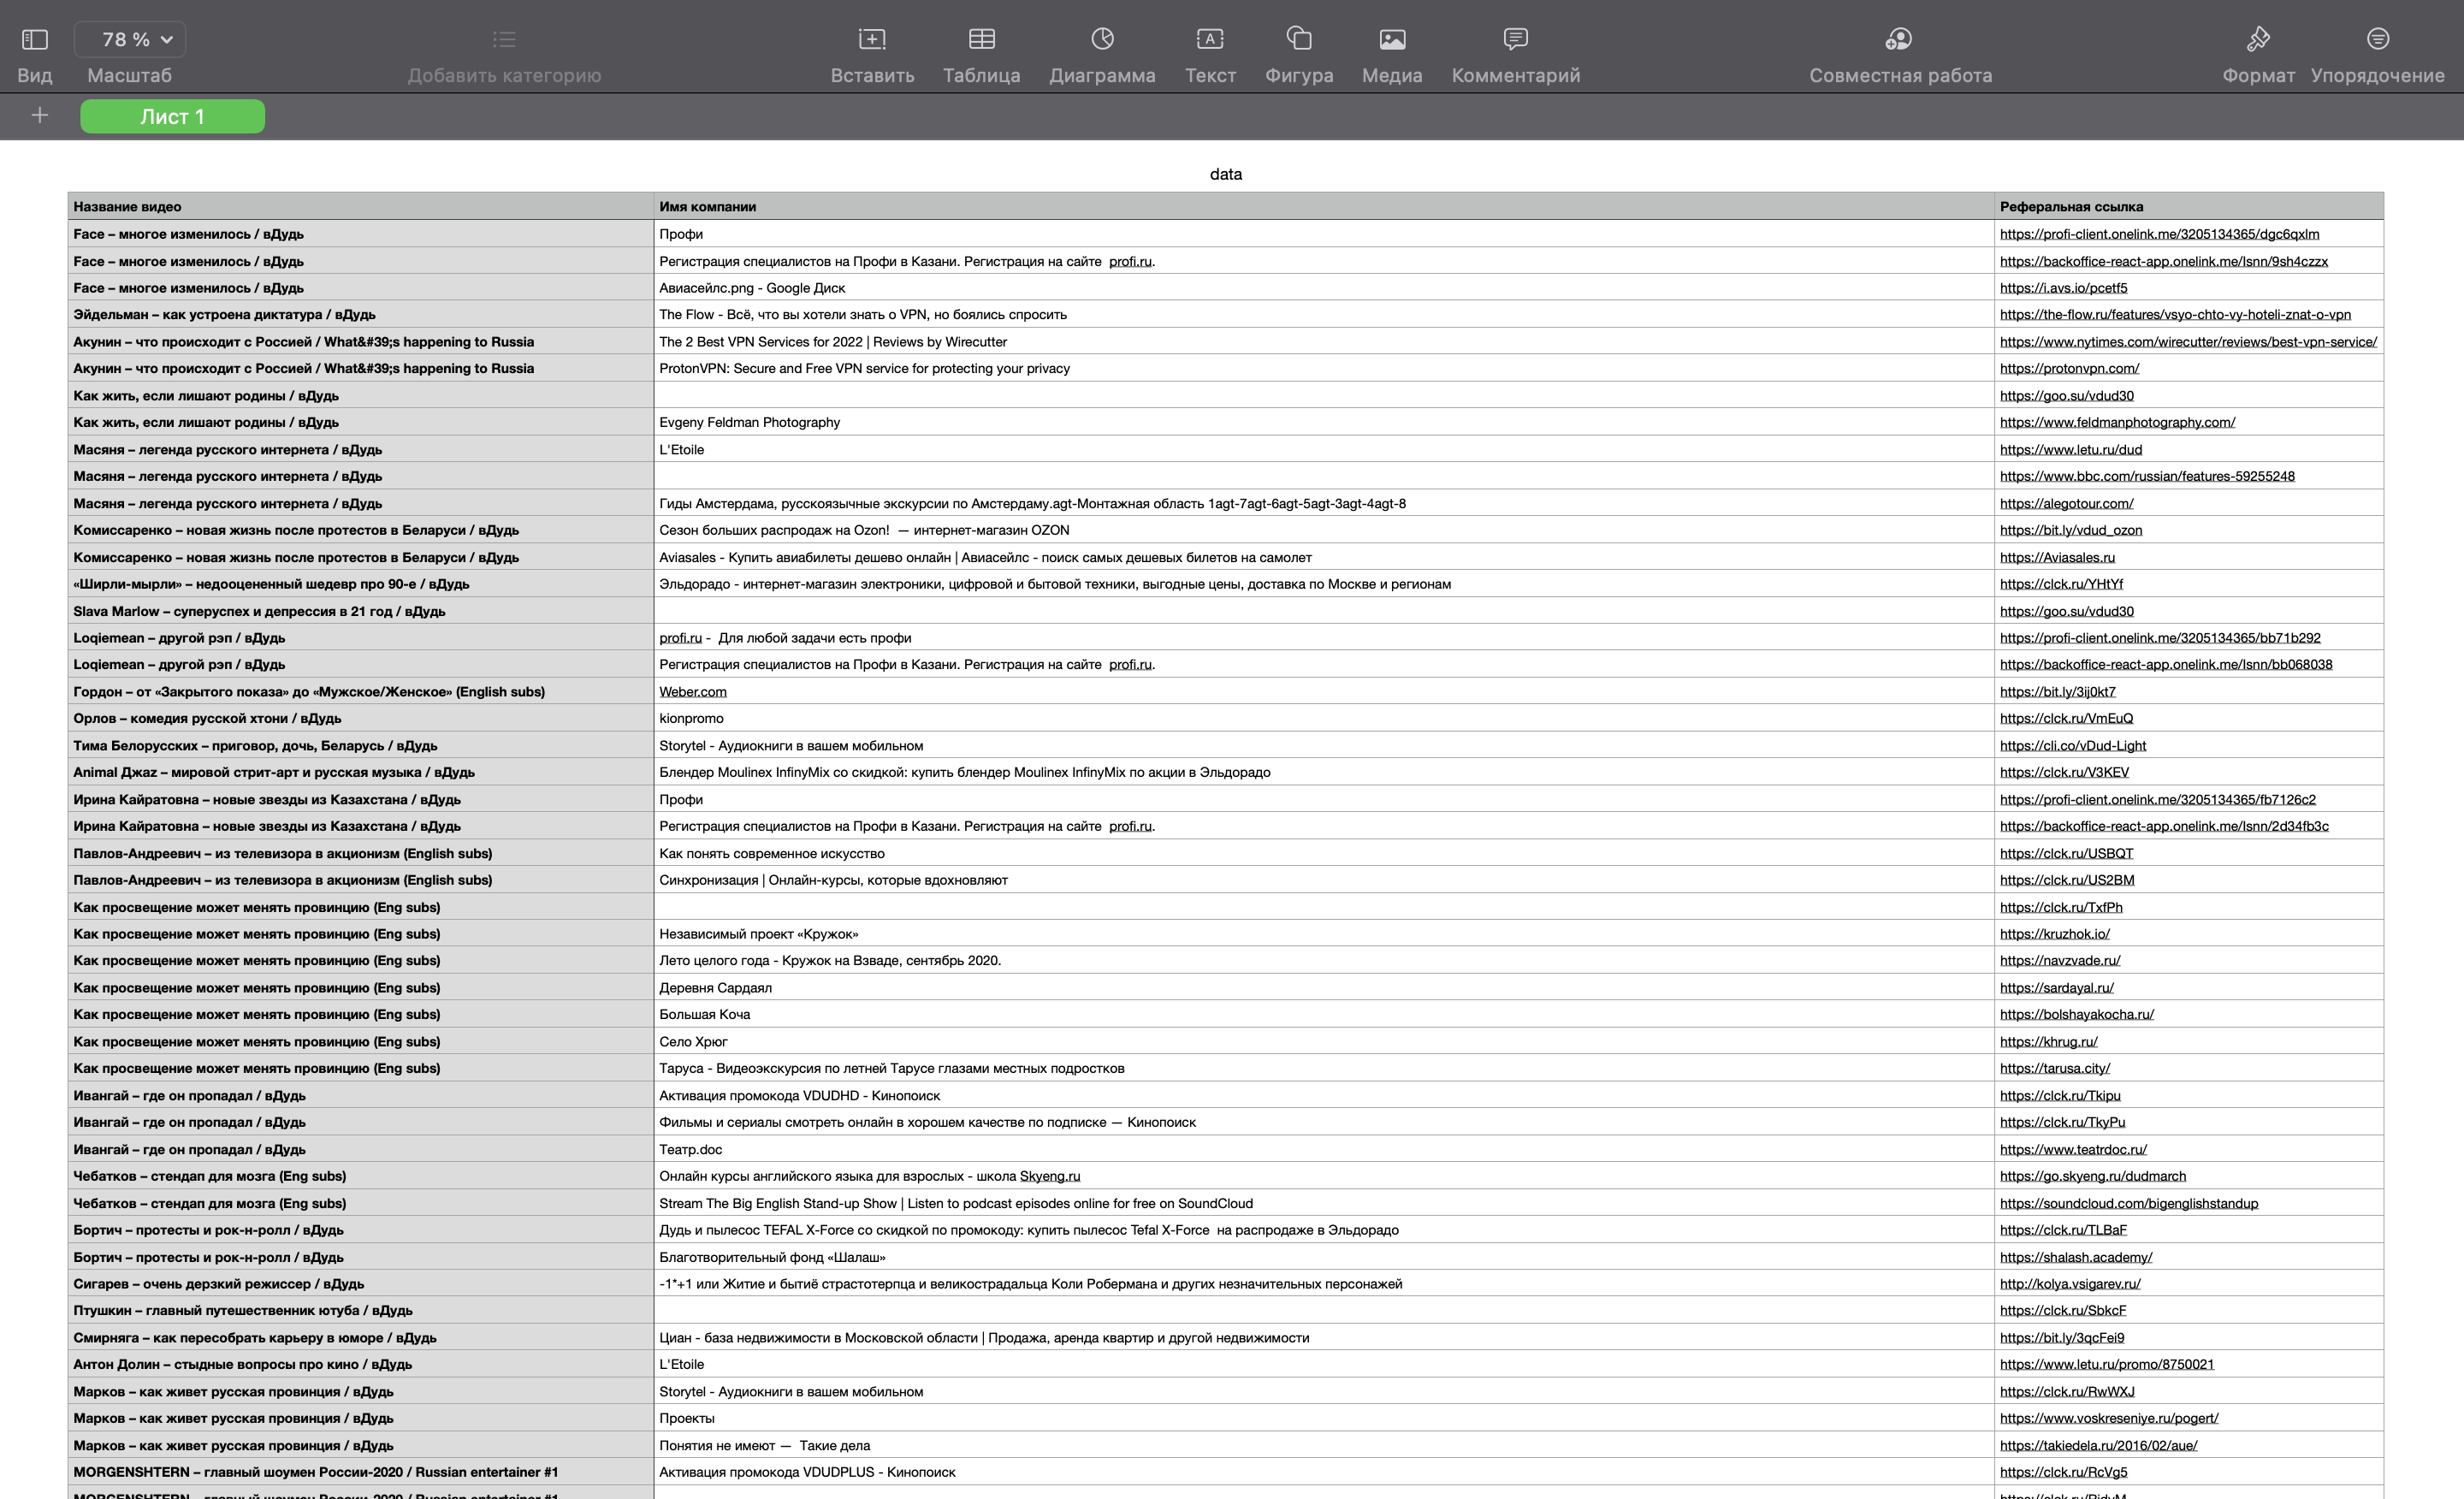 78 %
Вид Масштаб Добавить категорию Вставить Таблица Диаграмма Текст Фигура Медиа Комментарий Совместная работа Формат Упорядочение
Лист 1
data
Название видео Имя компании Реферальная ссылка
Face – многое изменилось / вДудь Профи https://profi-client.onelink.me/3205134365/dgc6qxlm
Face – многое изменилось / вДудь Регистрация специалистов на Профи в Казани. Регистрация на сайте profi.ru. https://backoffice-react-app.onelink.me/lsnn/9sh4czzx
Face – многое изменилось / вДудь Авиасейлс.png - Google Диск https://i.avs.io/pcetf5
Эйдельман – как устроена диктатура / вДудь The Flow - Всё, что вы хотели знать о VPN, но боялись спросить https://the-flow.ru/features/vsyo-chto-vy-hoteli-znat-o-vpn
Акунин – что происходит с Россией / What&#39;s happening to Russia The 2 Best VPN Services for 2022 | Reviews by Wirecutter https://www.nytimes.com/wirecutter/reviews/best-vpn-service/
Акунин – что происходит с Россией / What&#39;s happening to Russia ProtonVPN: Secure and Free VPN service for protecting your privacy https://protonvpn.com/
Как жить, если лишают родины / вДудь https://goo.su/vdud30
Как жить, если лишают родины / вДудь Evgeny Feldman Photography https://www.feldmanphotography.com/
Масяня – легенда русского интернета / вДудь L'Etoile https://www.letu.ru/dud
Масяня – легенда русского интернета / вДудь https://www.bbc.com/russian/features-59255248
Масяня – легенда русского интернета / вДудь Гиды Амстердама, русскоязычные экскурсии по Амстердаму.agt-Монтажная область 1agt-7agt-6agt-5agt-3agt-4agt-8 https://alegotour.com/
Комиссаренко – новая жизнь после протестов в Беларуси / вДудь Сезон больших распродаж на Ozon! — интернет-магазин OZON https://bit.ly/vdud_ozon
Комиссаренко – новая жизнь после протестов в Беларуси / вДудь Aviasales - Купить авиабилеты дешево онлайн | Авиасейлс - поиск самых дешевых билетов на самолет https://Aviasales.ru
«Ширли-мырли» – недооцененный шедевр про 90-е / вДудь Эльдорадо - интернет-магазин электроники, цифровой и бытовой техники, выгодные цены, доставка по Москве и регионам https://clck.ru/YHtYf
Slava Marlow – суперуспех и депрессия в 21 год / вДудь https://goo.su/vdud30
Loqiemean – другой рэп / вДудь profi.ru - Для любой задачи есть профи https://profi-client.onelink.me/3205134365/bb71b292
Loqiemean – другой рэп / вДудь Регистрация специалистов на Профи в Казани. Регистрация на сайте profi.ru. https://backoffice-react-app.onelink.me/lsnn/bb068038
Гордон – от «Закрытого показа» до «Мужское/Женское» (English subs) Weber.com https://bit.ly/3ij0kt7
Орлов – комедия русской хтони / вДудь kionpromo https://clck.ru/VmEuQ
Тима Белорусских – приговор, дочь, Беларусь / вДудь Storytel - Аудиокниги в вашем мобильном https://cli.co/vDud-Light
Animal Джаz – мировой стрит-арт и русская музыка / вДудь Блендер Moulinex InfinyMix со скидкой: купить блендер Moulinex InfinyMix по акции в Эльдорадо https://clck.ru/V3KEV
Ирина Кайратовна – новые звезды из Казахстана / вДудь Профи https://profi-client.onelink.me/3205134365/fb7126c2
Ирина Кайратовна – новые звезды из Казахстана / вДудь Регистрация специалистов на Профи в Казани. Регистрация на сайте profi.ru. https://backoffice-react-app.onelink.me/lsnn/2d34fb3c
Павлов-Андреевич – из телевизора в акционизм (English subs) Как понять современное искусство https://clck.ru/USBQT
Павлов-Андреевич – из телевизора в акционизм (English subs) Синхронизация | Онлайн-курсы, которые вдохновляют https://clck.ru/US2BM
Как просвещение может менять провинцию (Eng subs) https://clck.ru/TxfPh
Как просвещение может менять провинцию (Eng subs) Независимый проект «Кружок» https://kruzhok.io/
Как просвещение может менять провинцию (Eng subs) Лето целого года - Кружок на Взваде, сентябрь 2020. https://navzvade.ru/
Как просвещение может менять провинцию (Eng subs) Деревня Сардаял https://sardayal.ru/
Как просвещение может менять провинцию (Eng subs) Большая Коча https://bolshayakocha.ru/
Как просвещение может менять провинцию (Eng subs) Село Хрюг https://khrug.ru/
Как просвещение может менять провинцию (Eng subs) Таруса - Видеоэкскурсия по летней Тарусе глазами местных подростков https://tarusa.city/
Ивангай – где он пропадал / вДудь Активация промокода VDUDHD - Кинопоиск https://clck.ru/Tkipu
Ивангай – где он пропадал / вДудь Фильмы и сериалы смотреть онлайн в хорошем качестве по подписке — Кинопоиск https://clck.ru/TkyPu
Ивангай – где он пропадал / вДудь Театр.doc https://www.teatrdoc.ru/
Чебатков – стендап для мозга (Eng subs) Онлайн курсы английского языка для взрослых - школа Skyeng.ru https://go.skyeng.ru/dudmarch
Чебатков – стендап для мозга (Eng subs) Stream The Big English Stand-up Show | Listen to podcast episodes online for free on SoundCloud https://soundcloud.com/bigenglishstandup
Бортич – протесты и рок-н-ролл / вДудь Дудь и пылесос TEFAL X-Force со скидкой по промокоду: купить пылесос Tefal X-Force на распродаже в Эльдорадо https://clck.ru/TLBaF
Бортич – протесты и рок-н-ролл / вДудь Благотворительный фонд «Шалаш» https://shalash.academy/
Сигарев – очень дерзкий режиссер / вДудь -1*+1 или Житие и бытиё страстотерпца и великострадальца Коли Робермана и других незначительных персонажей http://kolya.vsigarev.ru/
Птушкин – главный путешественник ютуба / вДудь https://clck.ru/SbkcF
Смирняга – как пересобрать карьеру в юморе / вДудь Циан - база недвижимости в Московской области | Продажа, аренда квартир и другой недвижимости https://bit.ly/3qcFei9
Антон Долин – стыдные вопросы про кино / вДудь L'Etoile https://www.letu.ru/promo/8750021
Марков – как живет русская провинция / вДудь Storytel - Аудиокниги в вашем мобильном https://clck.ru/RwWXJ
Марков – как живет русская провинция / вДудь Проекты https://www.voskreseniye.ru/pogert/
Марков – как живет русская провинция / вДудь Понятия не имеют — Такие дела https://takiedela.ru/2016/02/aue/
MORGENSHTERN – главный шоумен России-2020 / Russian entertainer #1 Активация промокода VDUDPLUS - Кинопоиск https://clck.ru/RcVg5
MORGENSHTERN – главный шоумен России-2020 / Russian entertainer #1